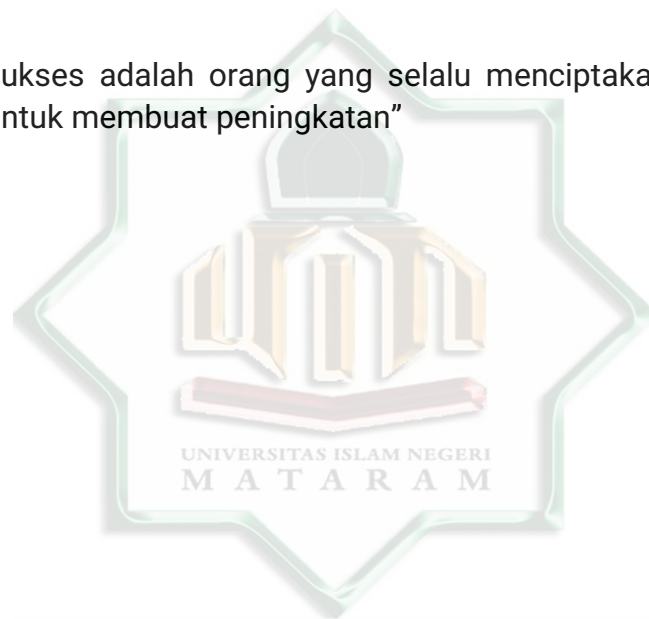 ukses adalah orang yang selalu menciptaka
ntuk membuat peningkatan”
UNIVERSITAS ISLAM NEGERI
MATARAM